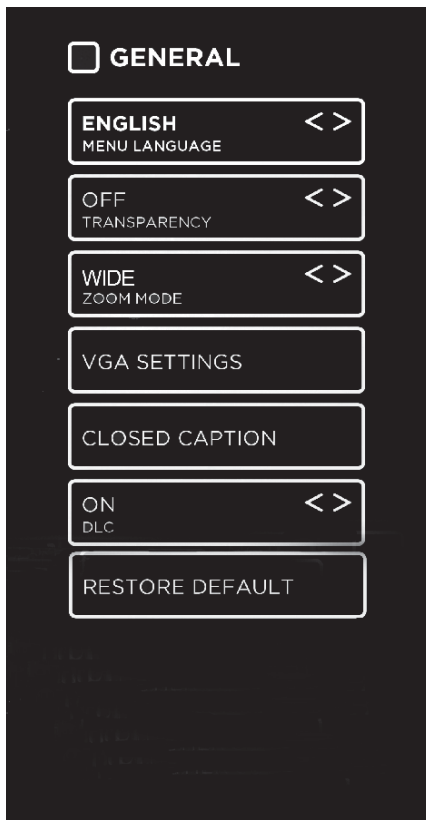 GENERAL
ENGLISH
MENU LANGUAGE
OFF
TRANSPARENCY
WIDE
ZOOM MODE
VGA SETTINGS
CLOSED CAPTION
ON
DLC
RESTORE DEFAULT